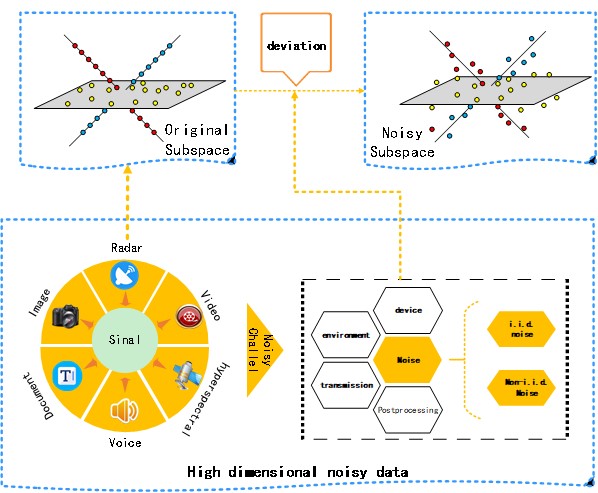 deviation
Original
Subspace
Noisy
Subspace
Radar
Image
Video
Sinal
Document
hyperspectral
Voice
Noisy
Challel
device
environment
Noise
transmission
Postprocessing
i.i.d.
noise
Non-i.i.d.
Noise
High dimensional noisy data